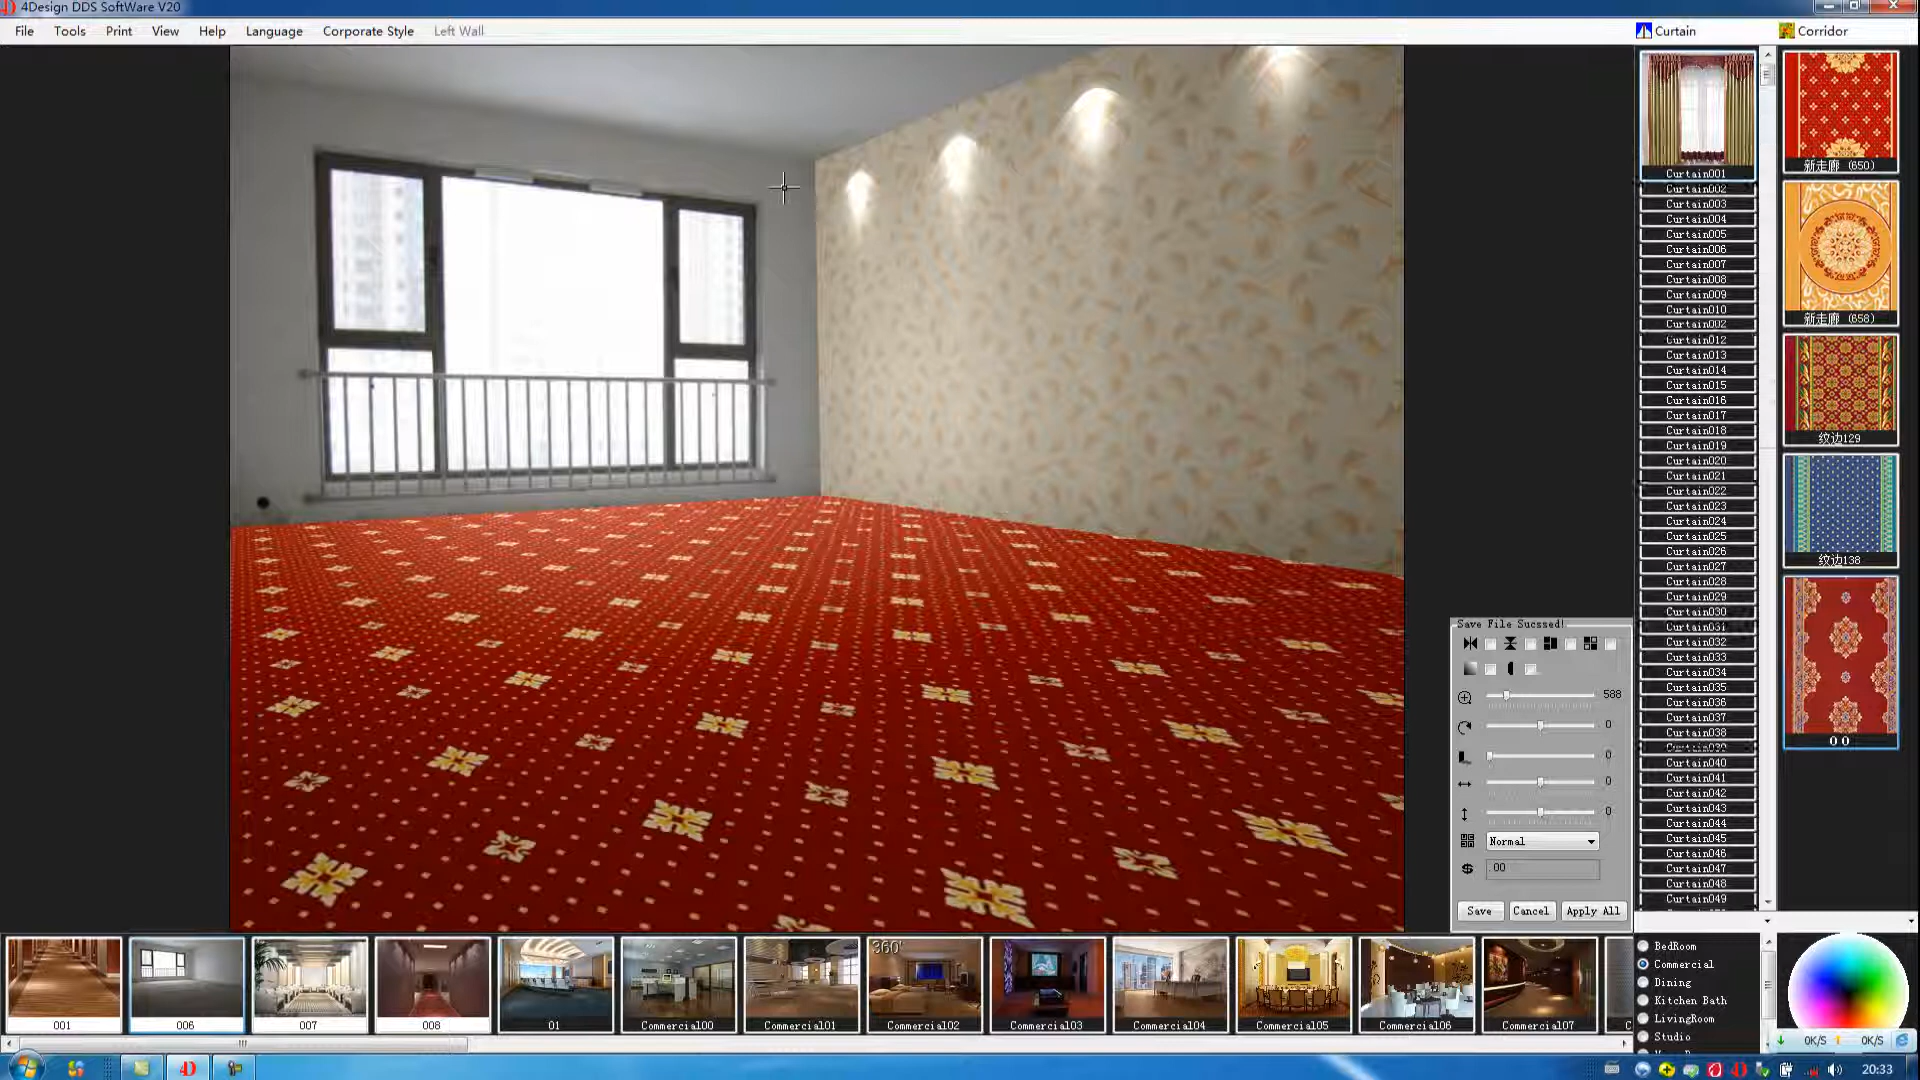 4Design DDS SoftWare V20
File Tools Print View Help Language Corporate Style Left Wall
Curtain
Corridor
Curtain001
Curtain002
Curtain003
Curtain004
Curtain005
Curtain006
Curtain007
Curtain008
Curtain009
Curtain010
Curtain002
Curtain012
Curtain013
Curtain014
Curtain015
Curtain016
Curtain017
Curtain018
Curtain019
Curtain020
Curtain021
Curtain022
Curtain023
Curtain024
Curtain025
Curtain026
Curtain027
Curtain028
Curtain029
Curtain030
Curtain031
Curtain032
Curtain033
Curtain034
Curtain035
Curtain036
Curtain037
Curtain038
Curtain039
Curtain040
Curtain041
Curtain042
Curtain043
Curtain044
Curtain045
Curtain046
Curtain047
Curtain048
Curtain049
新走廊 (650)
新走廊 (658)
纹边129
纹边138
00
Save File Sucssed!
588
0
0
0
0
Normal
.00
Save Cancel Apply All
360°
001
006
007
008
01
Commercial00
Commercial01
Commercial02
Commercial03
Commercial04
Commercial05
Commercial06
Commercial07
BedRoom
Commercial
Dining
Kitchen Bath
LivingRoom
Studio
0K/S 0K/S
20:33